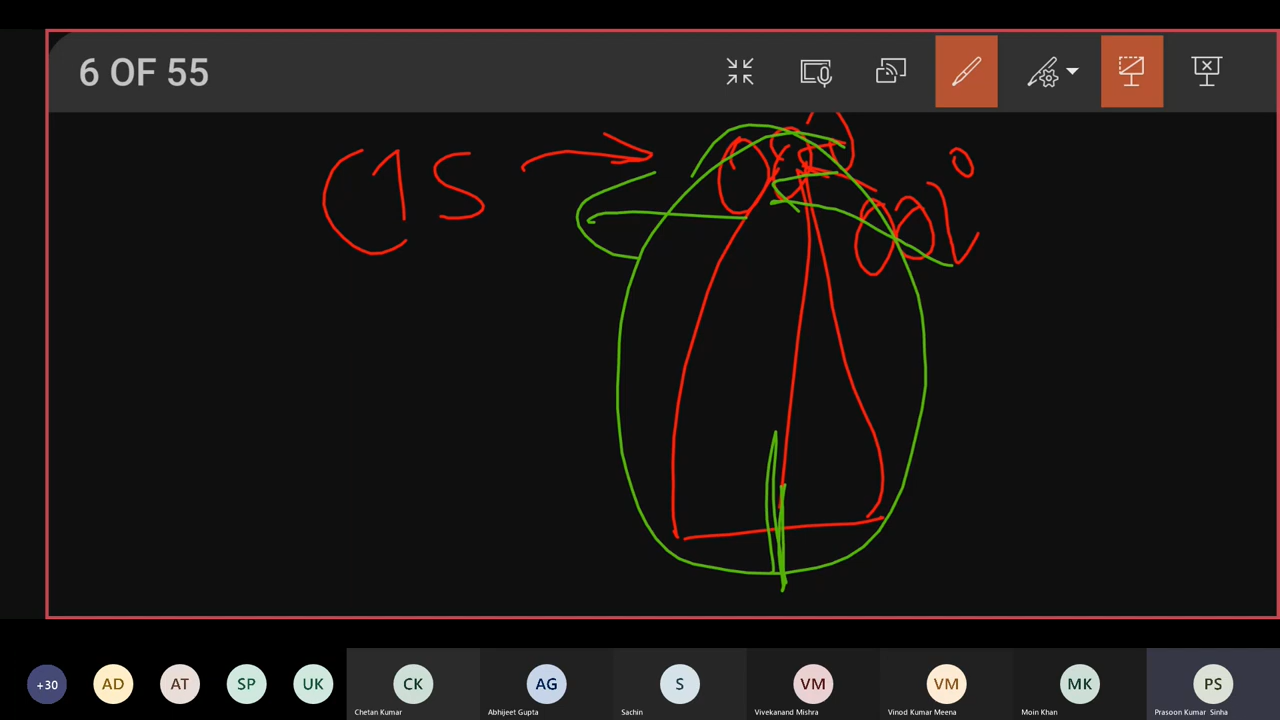 6 OF 55
+30
AD
AT
SP
UK
CK
Chetan Kumar
AG
Abhijeet Gupta
S
Sachin
VM
Vivekanand Mishra
VM
Vinod Kumar Meena
MK
Moin Khan
PS
Prasoon Kumar Sinha